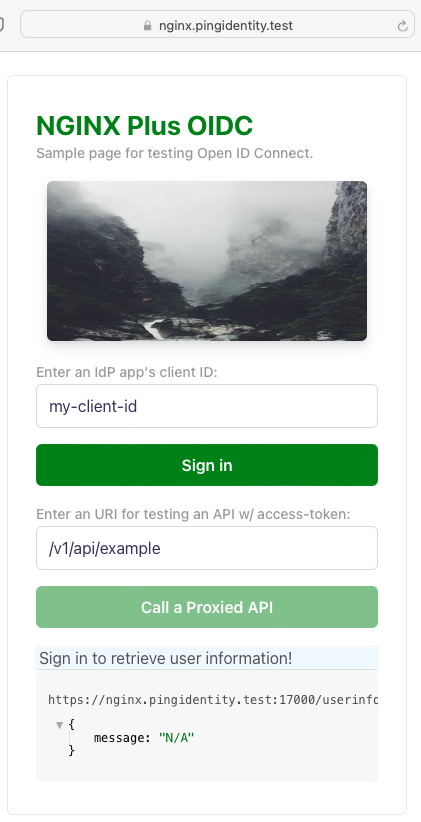 nginx.pingidentity.test
NGINX Plus OIDC
Sample page for testing Open ID Connect.
Enter an IdP app's client ID:
my-client-id
Sign in
Enter an URI for testing an API w/ access-token:
/v1/api/example
Call a Proxied API
Sign in to retrieve user information!
https://nginx.pingidentity.test:17000/userinfo
{
message: "N/A"
}